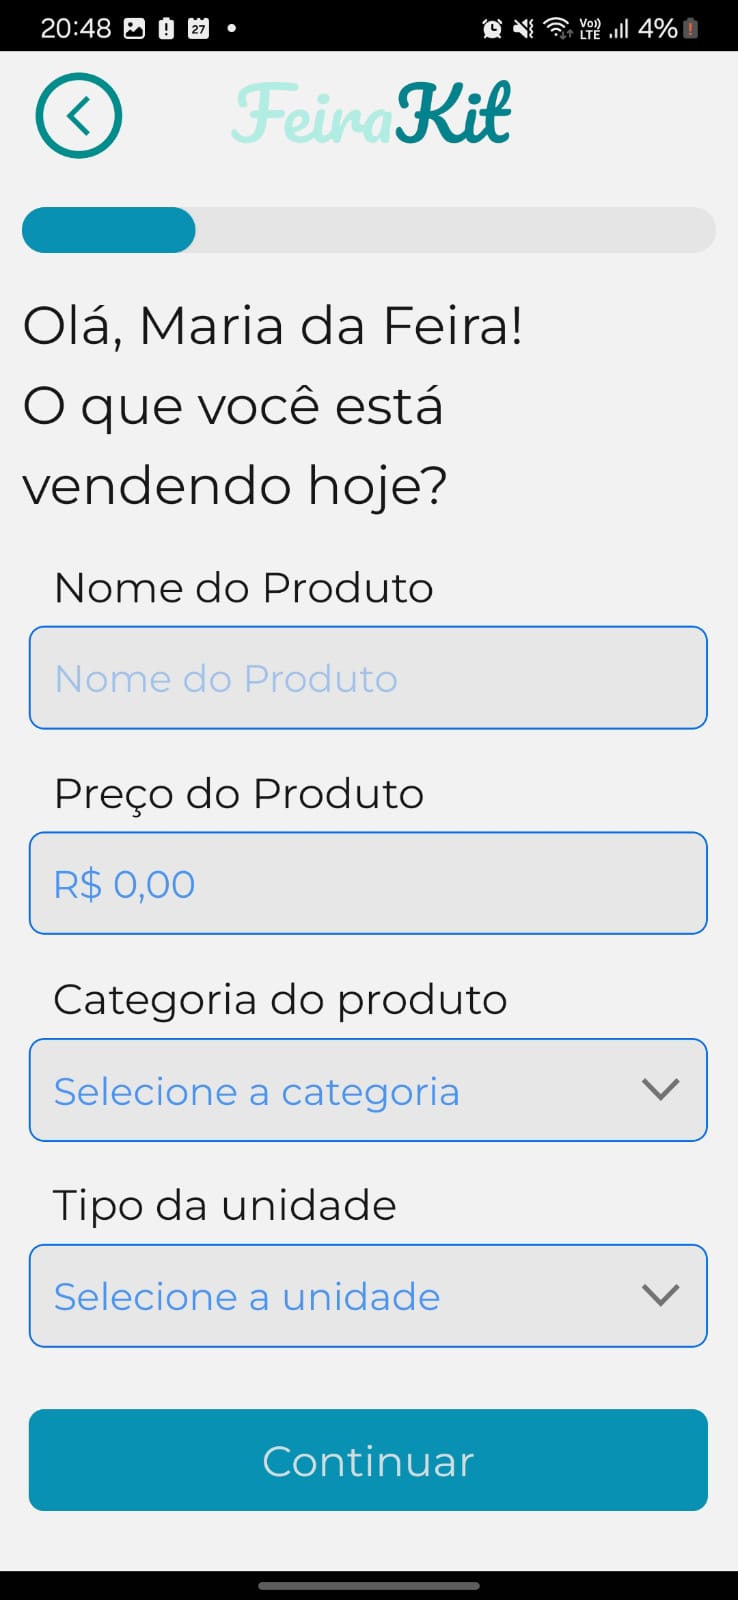 20:48
27
Vo))
LTE
4%
FeiraKit
Olá, Maria da Feira!
O que você está
vendendo hoje?
Nome do Produto
Nome do Produto
Preço do Produto
R$ 0,00
Categoria do produto
Selecione a categoria
Tipo da unidade
Selecione a unidade
Continuar